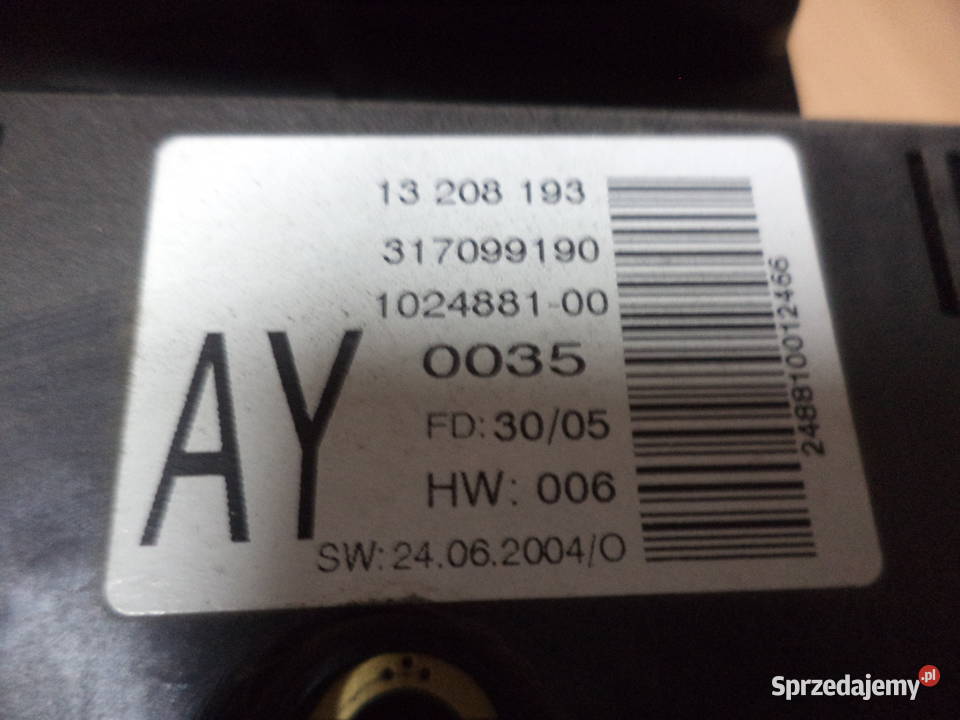 13 208 193
317099190
1024881-00
0035
AY
FD: 30/05
HW: 006
SW: 24.06.2004/O
248810012466
Sprzedajemy.pl